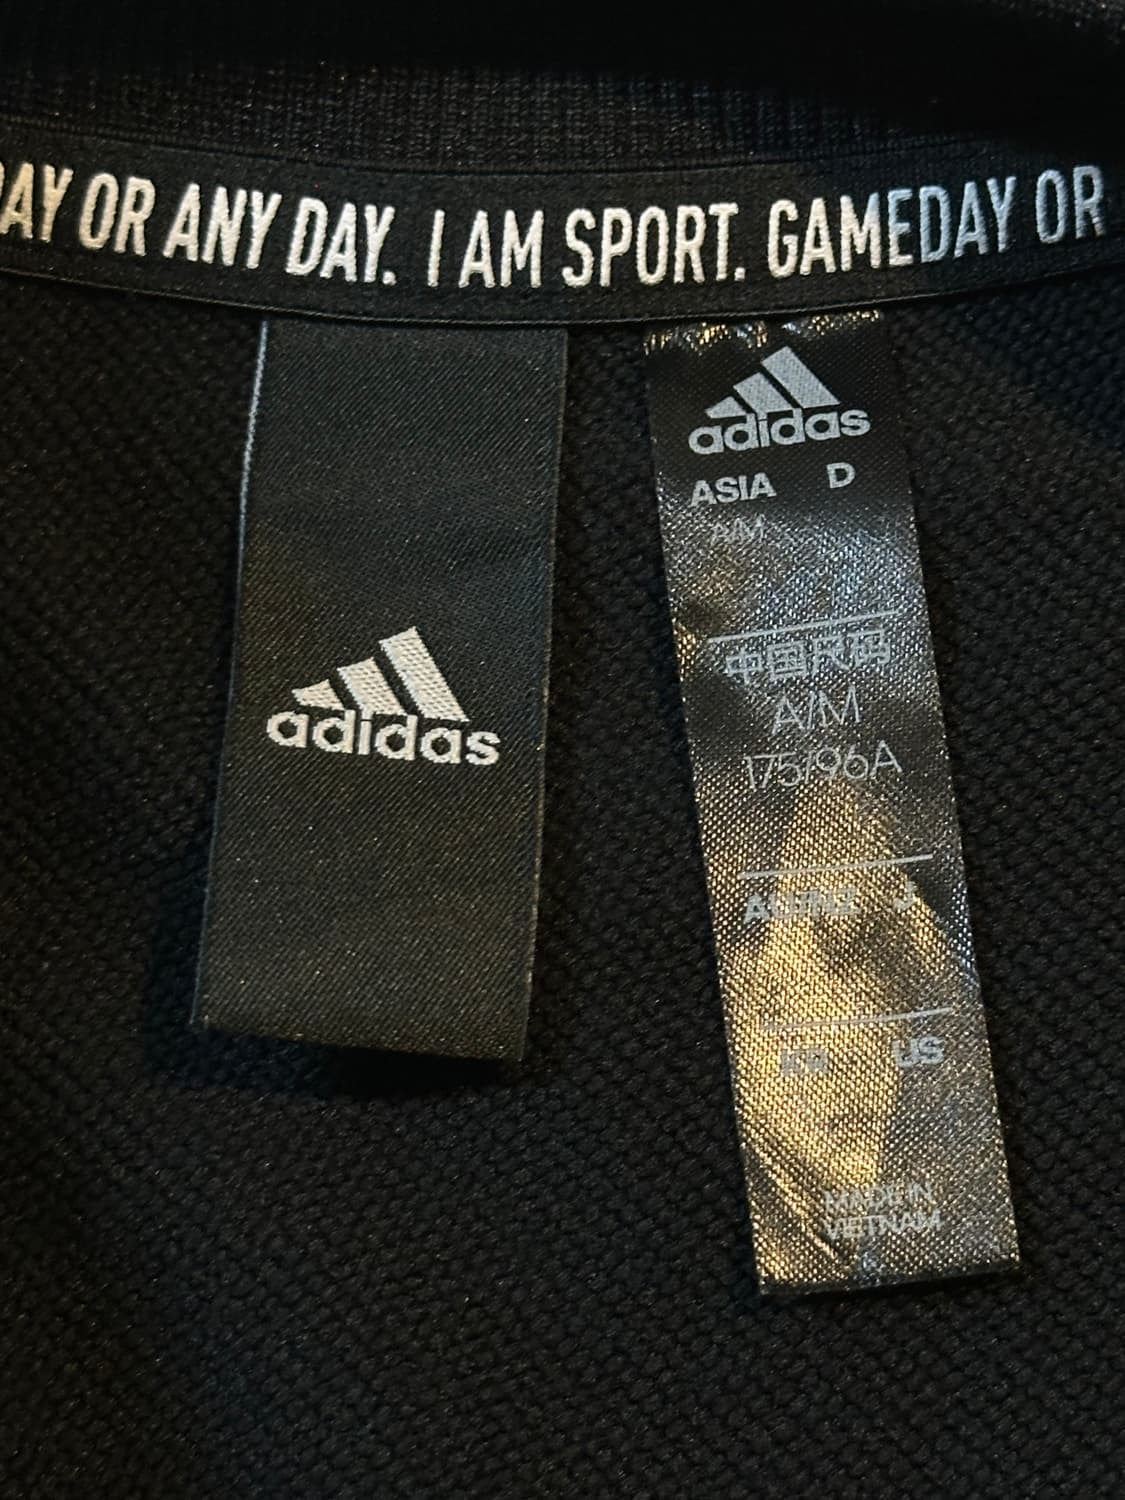 AY OR ANY DAY. I AM SPORT. GAMEDAY OR
adidas
adidas
ASIA D
A/M
中国尺码
A/M
175/96A
AU/NZ J
KR US
MADE IN
VIETNAM